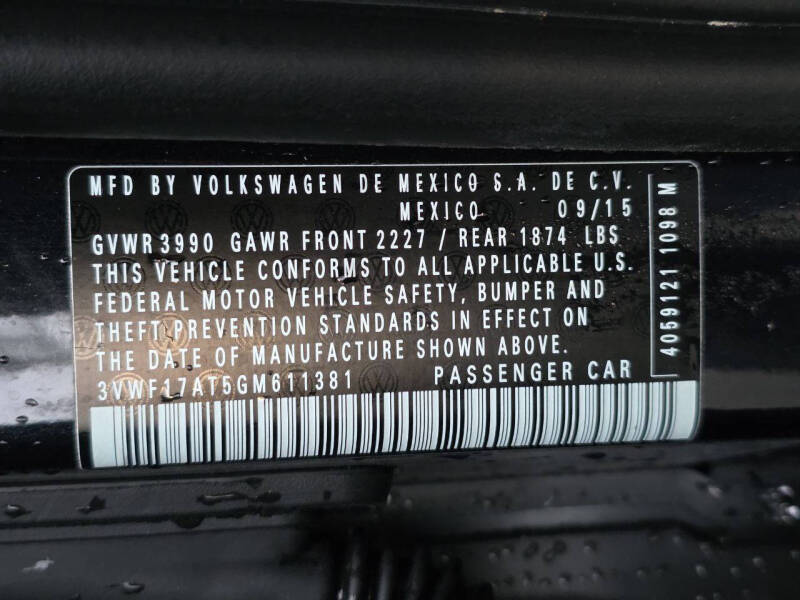 MFD BY VOLKSWAGEN DE MEXICO S.A. DE C.V.
MEXICO 09/15
GVWR 3990 GAWR FRONT 2227 / REAR 1874 LBS
THIS VEHICLE CONFORMS TO ALL APPLICABLE U.S.
FEDERAL MOTOR VEHICLE SAFETY, BUMPER AND
THEFT PREVENTION STANDARDS IN EFFECT ON
THE DATE OF MANUFACTURE SHOWN ABOVE.
3VWF17AT5GM611381 PASSENGER CAR
4059121 1098 M